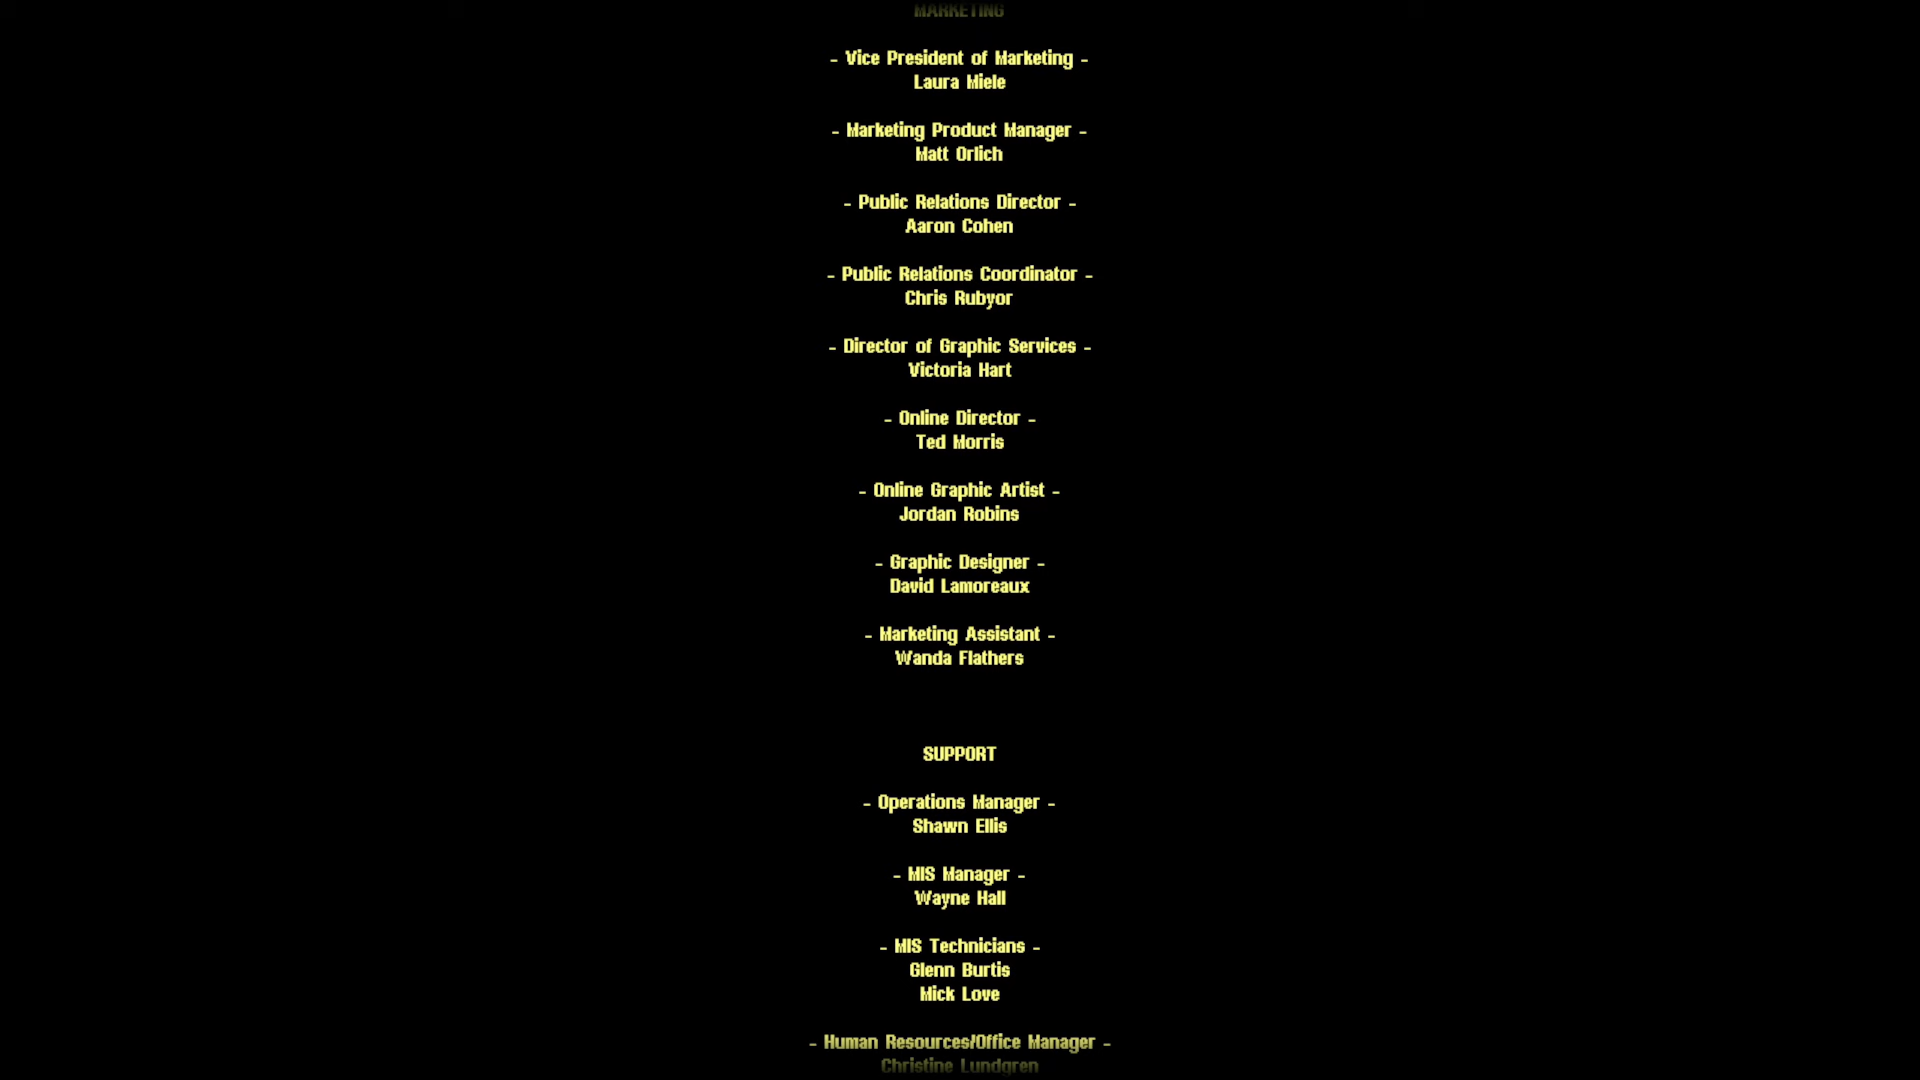 MARKETING
- Vice President of Marketing -
Laura Miele
- Marketing Product Manager -
Matt Orlich
- Public Relations Director -
Aaron Cohen
- Public Relations Coordinator -
Chris Rubyor
- Director of Graphic Services -
Victoria Hart
- Online Director -
Ted Morris
- Online Graphic Artist -
Jordan Robins
- Graphic Designer -
David Lamoreaux
- Marketing Assistant -
Wanda Flathers
SUPPORT
- Operations Manager -
Shawn Ellis
- MIS Manager -
Wayne Hall
- MIS Technicians -
Glenn Burtis
Mick Love
- Human Resources/Office Manager -
Christine Lundgren